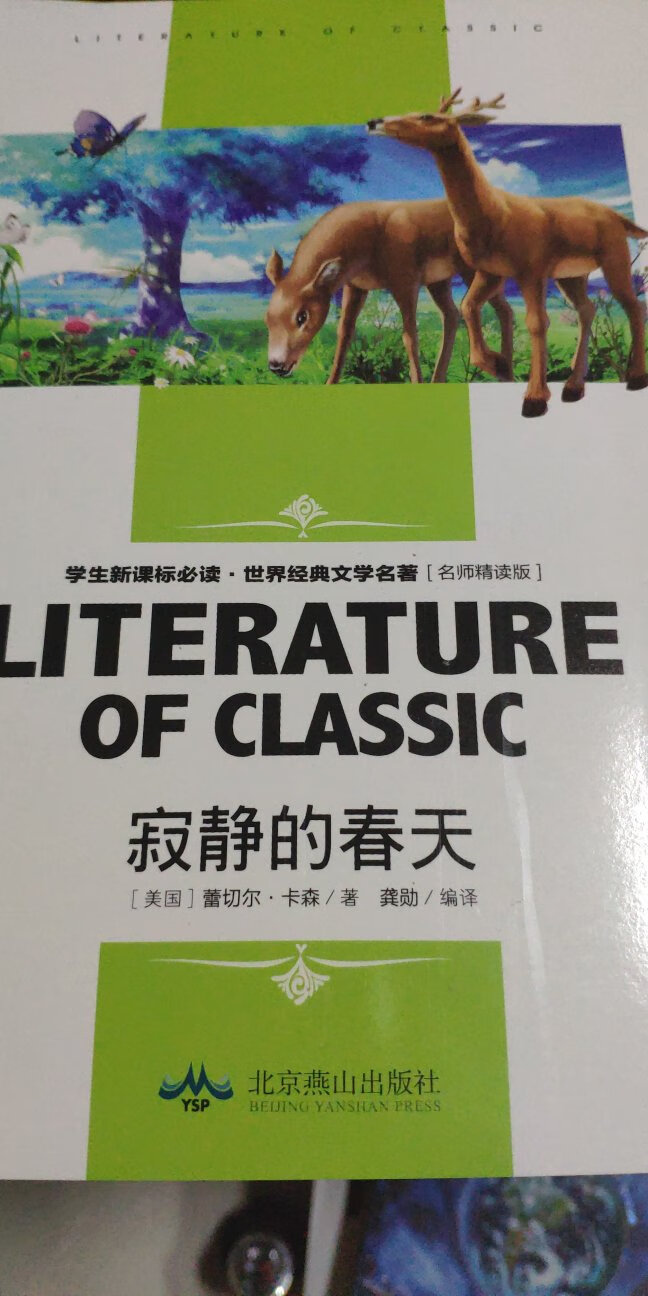 LITERATURE OF CLASSIC
学生新课标必读·世界经典文学名著［名师精读版］
LITERATURE
OF CLASSIC
寂静的春天
［美国］蕾切尔·卡森/著 龚勋/编译
YSP
北京燕山出版社
BEIJING YANSHAN PRESS